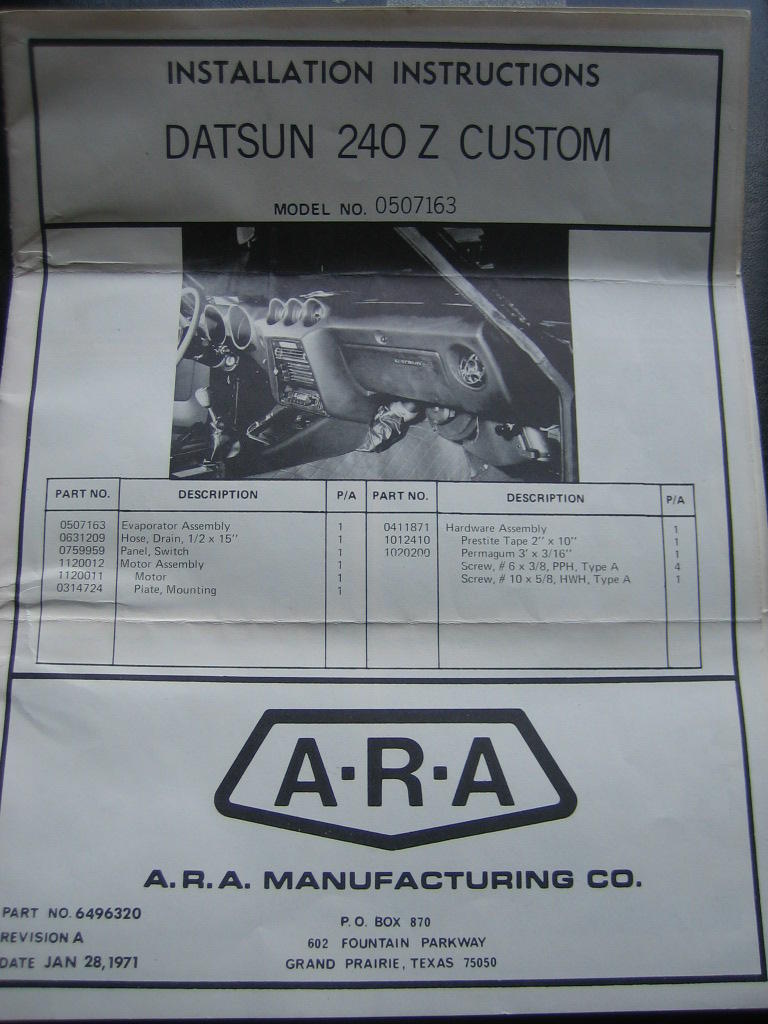 INSTALLATION INSTRUCTIONS
DATSUN 240 Z CUSTOM
MODEL NO. 0507163
PART NO. DESCRIPTION P/A PART NO. DESCRIPTION P/A
0507163 Evaporator Assembly 1 0411871 Hardware Assembly 1
0631209 Hose, Drain, 1/2 x 15" 1 1012410 Prestite Tape 2" x 10" 1
0759959 Panel, Switch 1 1020200 Permagum 3' x 3/16" 1
1120012 Motor Assembly 1 Screw, # 6 x 3/8, PPH, Type A 4
1120011 Motor 1 Screw, # 10 x 5/8, HWH, Type A 1
0314724 Plate, Mounting 1
A·R·A
A.R.A. MANUFACTURING CO.
PART NO. 6496320
REVISION A
DATE JAN 28, 1971
P.O. BOX 870
602 FOUNTAIN PARKWAY
GRAND PRAIRIE, TEXAS 75050